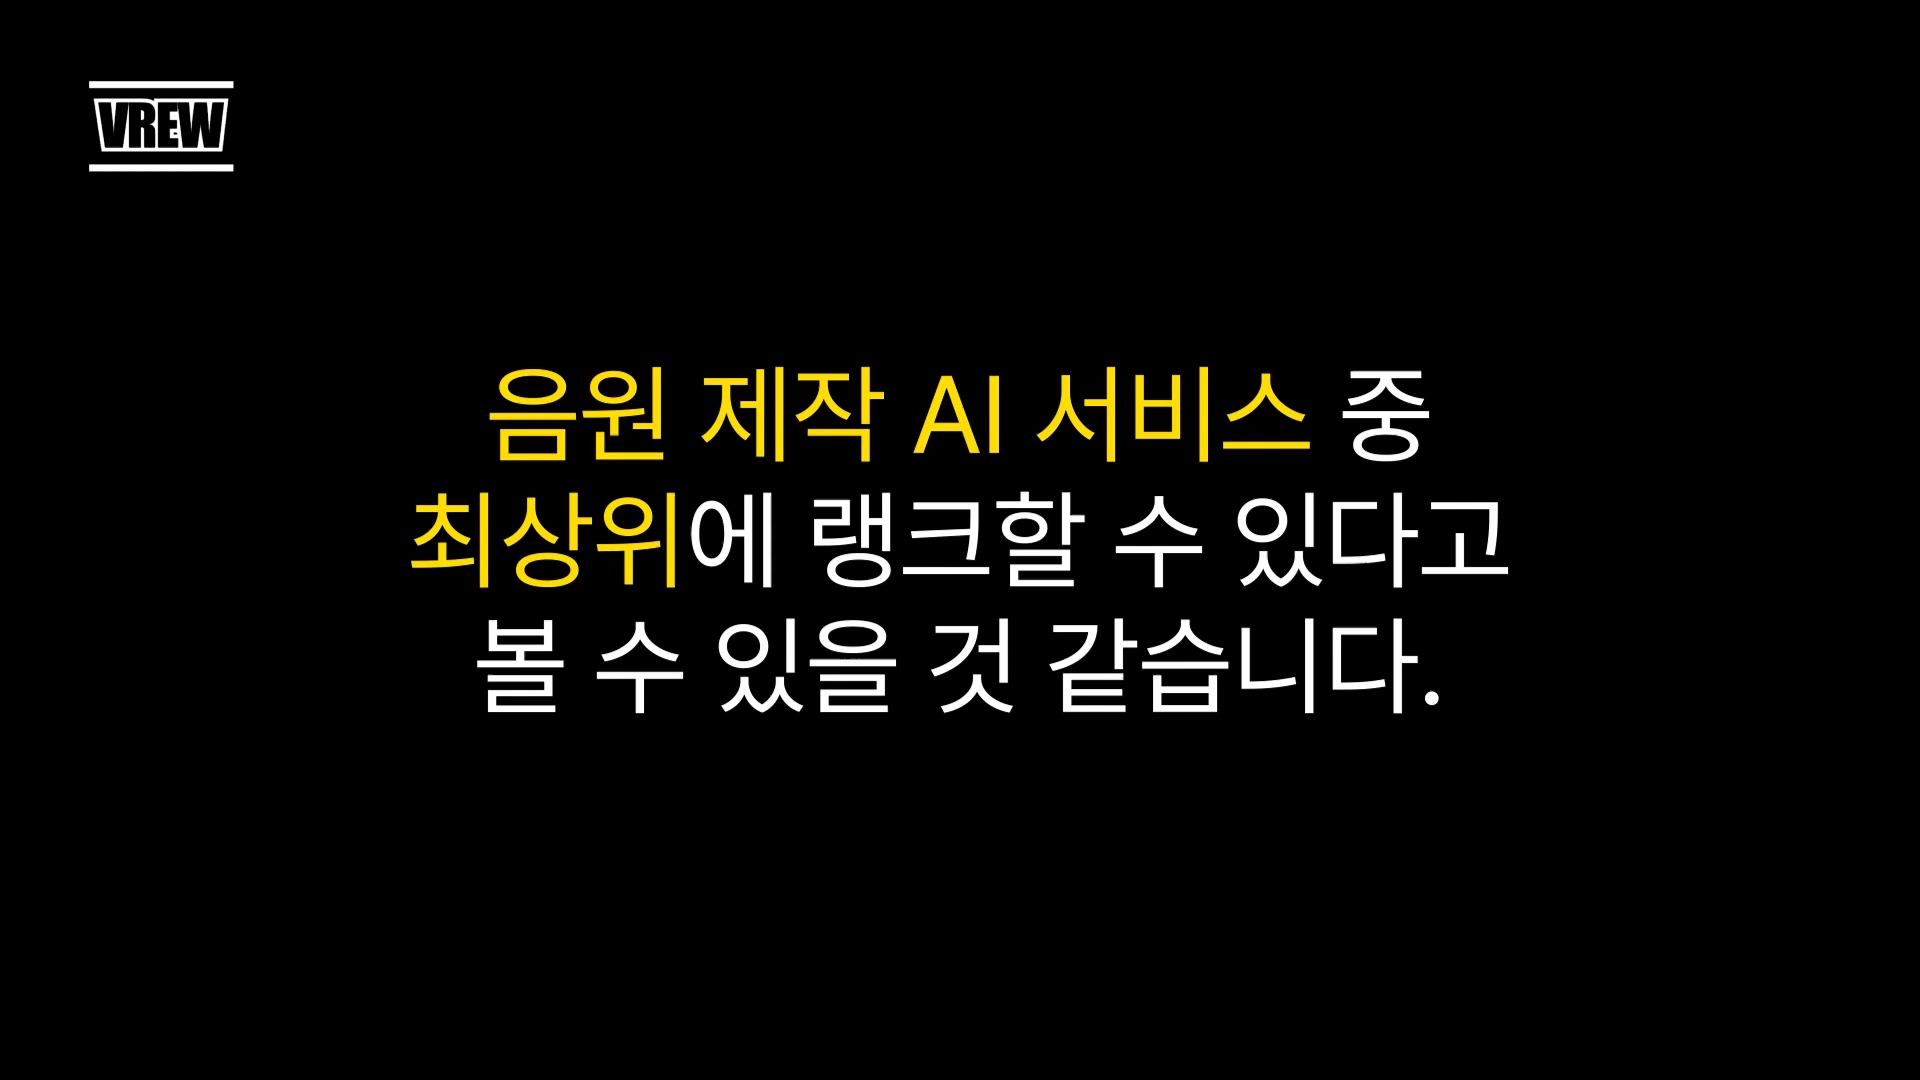 VREW
음원 제작 AI 서비스 중
최상위에 랭크할 수 있다고
볼 수 있을 것 같습니다.